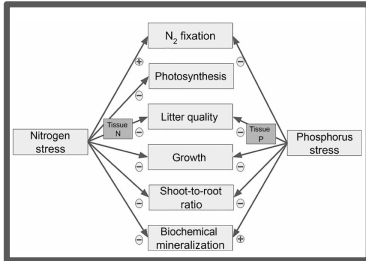 N₂ fixation
+
−
Photosynthesis
−
Tissue
N
Litter quality
Tissue
P
−
−
Nitrogen
stress
Phosphorus
stress
Growth
−
−
Shoot-to-root
ratio
−
−
Biochemical
mineralization
−
+